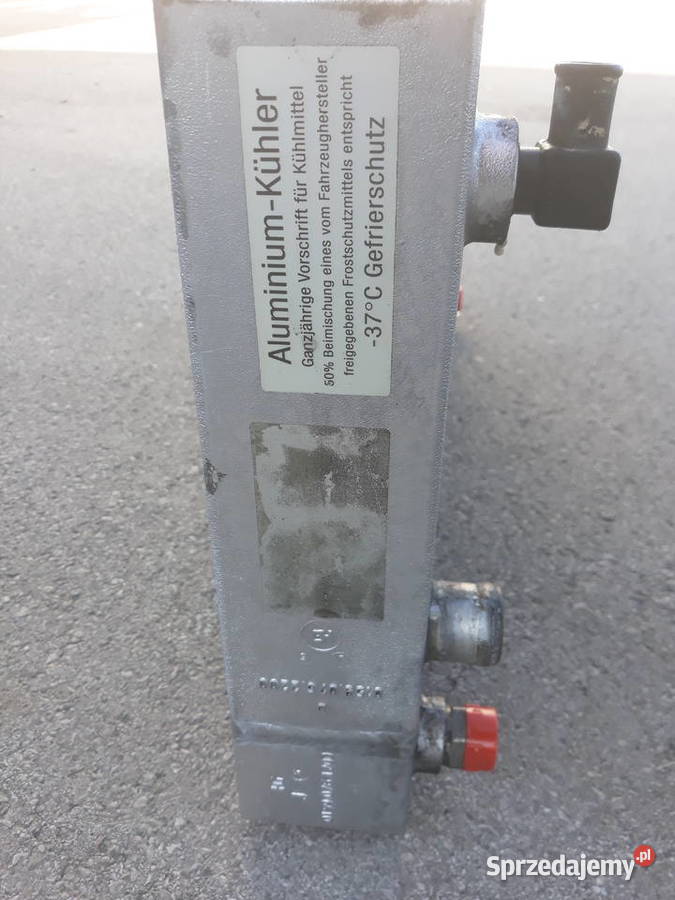 Aluminium-Kühler
Ganzjährige Vorschrift für Kühlmittel
50% Beimischung eines vom Fahrzeughersteller
freigegebenen Frostschutzmittels entspricht
-37°C Gefrierschutz
Sprzedajemy.pl